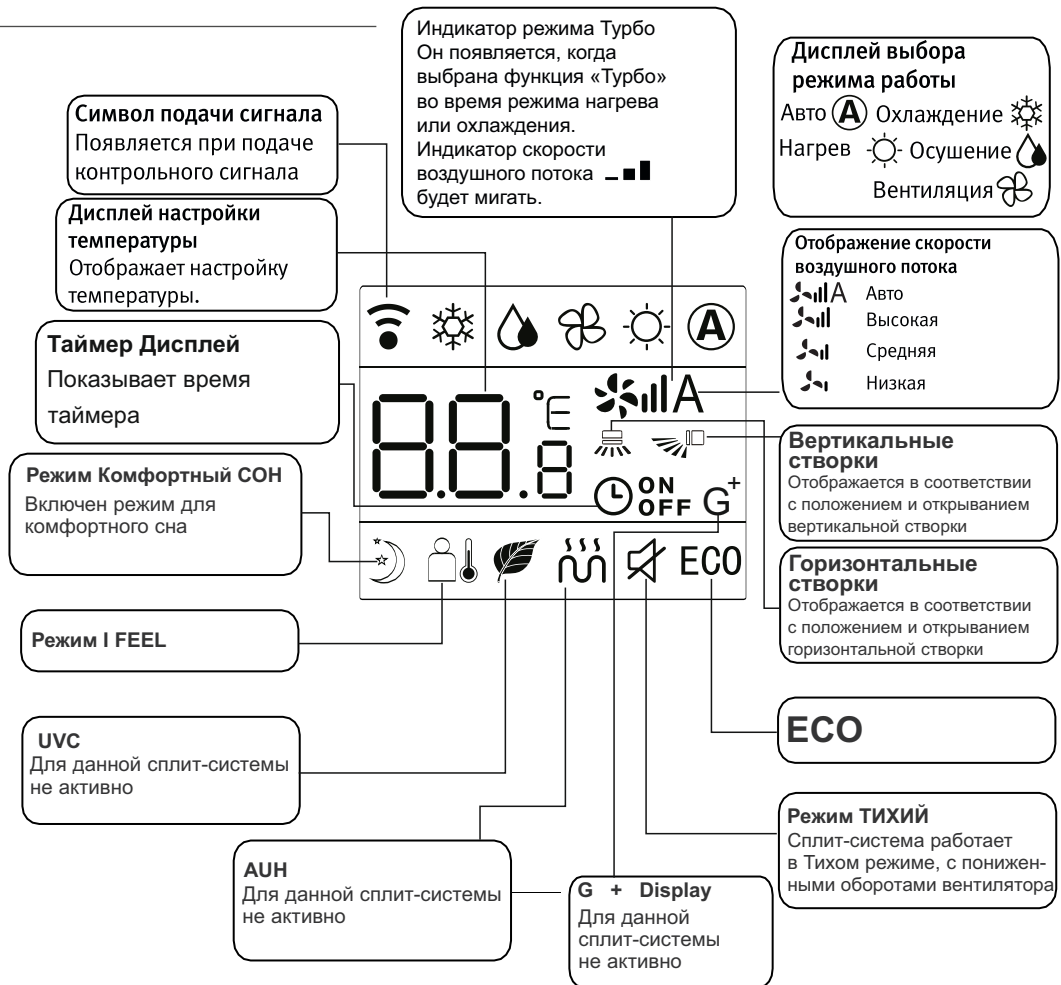 Индикатор режима Турбо
Он появляется, когда
выбрана функция «Турбо»
во время режима нагрева
или охлаждения.
Индикатор скорости
воздушного потока
будет мигать.
Дисплей выбора
режима работы
Авто A Охлаждение
Нагрев Осушение
Вентиляция
Символ подачи сигнала
Появляется при подаче
контрольного сигнала
Дисплей настройки
температуры
Отображает настройку
температуры.
Отображение скорости
воздушного потока
A Авто
Высокая
Средняя
Низкая
Таймер Дисплей
Показывает время
таймера
A
88.8 °E A
ON
OFF G+
ECO
Вертикальные
створки
Отображается в соответствии
с положением и открыванием
вертикальной створки
Режим Комфортный СОН
Включен режим для
комфортного сна
Горизонтальные
створки
Отображается в соответствии
с положением и открыванием
горизонтальной створки
Режим I FEEL
ECO
UVC
Для данной сплит-системы
не активно
Режим ТИХИЙ
Сплит-система работает
в Тихом режиме, с понижен-
ными оборотами вентилятора
AUH
Для данной сплит-системы
не активно
G + Display
Для данной
сплит-системы
не активно